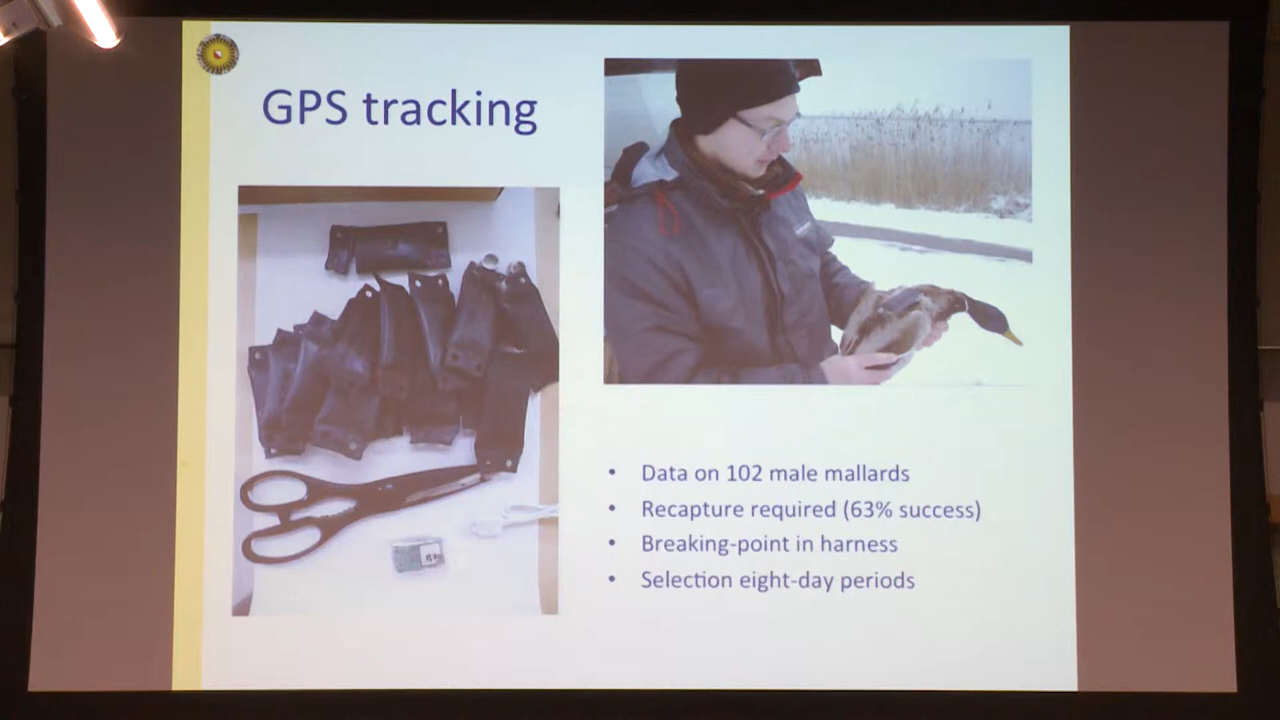 GPS tracking
• Data on 102 male mallards
• Recapture required (63% success)
• Breaking-point in harness
• Selection eight-day periods